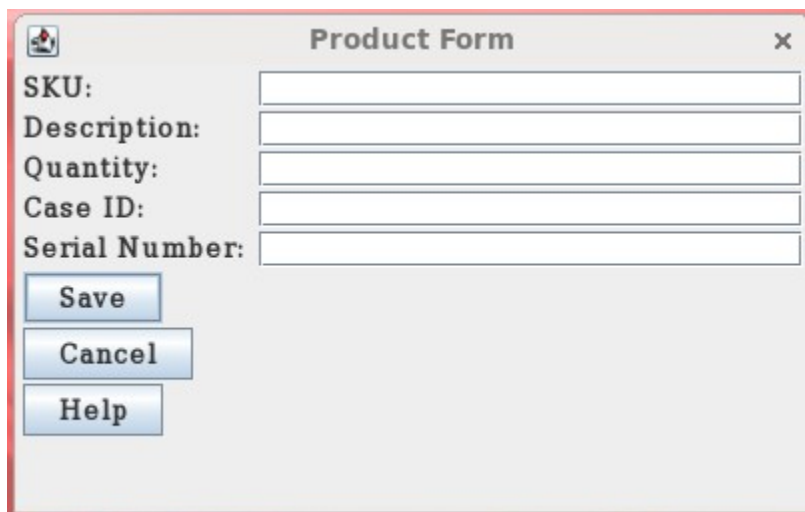 Product Form
SKU:
Description:
Quantity:
Case ID:
Serial Number:
Save
Cancel
Help